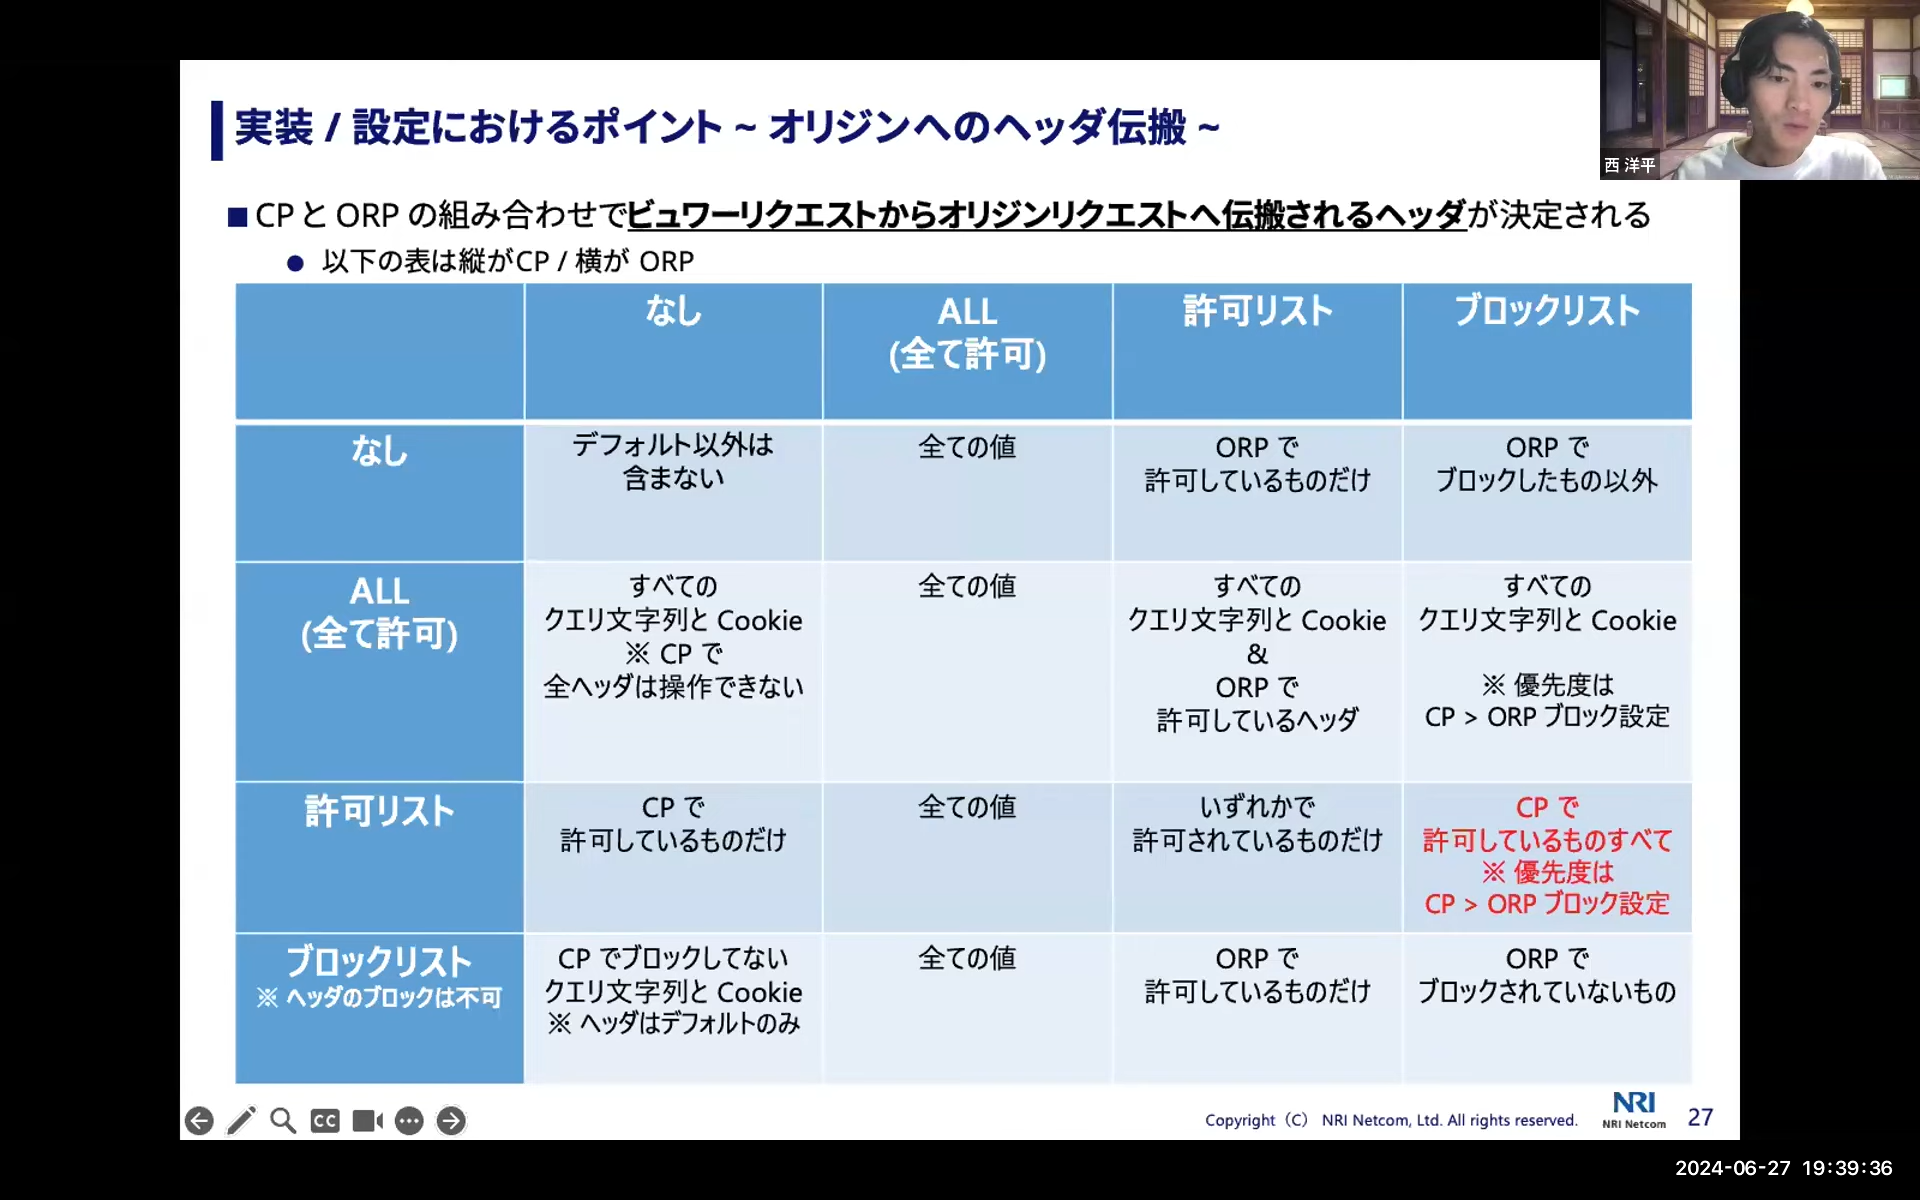 実装 / 設定におけるポイント ~ オリジンへのヘッダ伝搬 ~
西 洋平
■CP と ORP の組み合わせでビュワーリクエストからオリジンリクエストへ伝搬されるヘッダが決定される
● 以下の表は縦がCP / 横が ORP
なし
ALL
(全て許可)
許可リスト
ブロックリスト
なし
デフォルト以外は
含まない
全ての値
ORP で
許可しているものだけ
ORP で
ブロックしたもの以外
ALL
(全て許可)
すべての
クエリ文字列と Cookie
※ CP で
全ヘッダは操作できない
全ての値
すべての
クエリ文字列と Cookie
&
ORP で
許可しているヘッダ
すべての
クエリ文字列と Cookie
※ 優先度は
CP > ORP ブロック設定
許可リスト
CP で
許可しているものだけ
全ての値
いずれかで
許可されているものだけ
CP で
許可しているものすべて
※ 優先度は
CP > ORP ブロック設定
ブロックリスト
※ ヘッダのブロックは不可
CP でブロックしてない
クエリ文字列と Cookie
※ ヘッダはデフォルトのみ
全ての値
ORP で
許可しているものだけ
ORP で
ブロックされていないもの
CC
Copyright（C） NRI Netcom, Ltd. All rights reserved.
NRI
NRI Netcom
27
2024-06-27 19:39:36